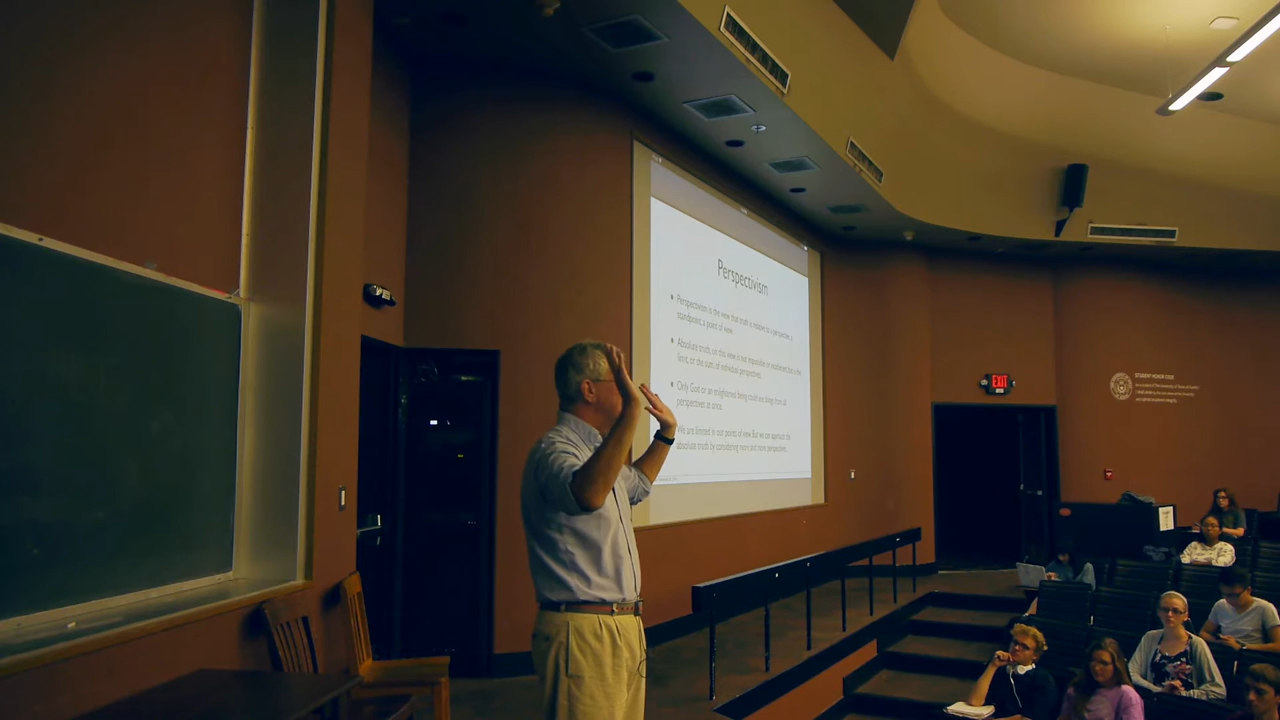 Perspectivism
• Perspectivism is the view that truth is relative to a perspective, a
standpoint, a point of view.
• Absolute truth, on this view, is not impossible or
limit, or the sum of individual perspectives.
• Only God or an enlightened being could see things from all
perspectives at once.
We are limited in our points of view. But we can approach the
absolute truth by considering more and more perspectives.
EXIT
STUDENT HONOR CODE